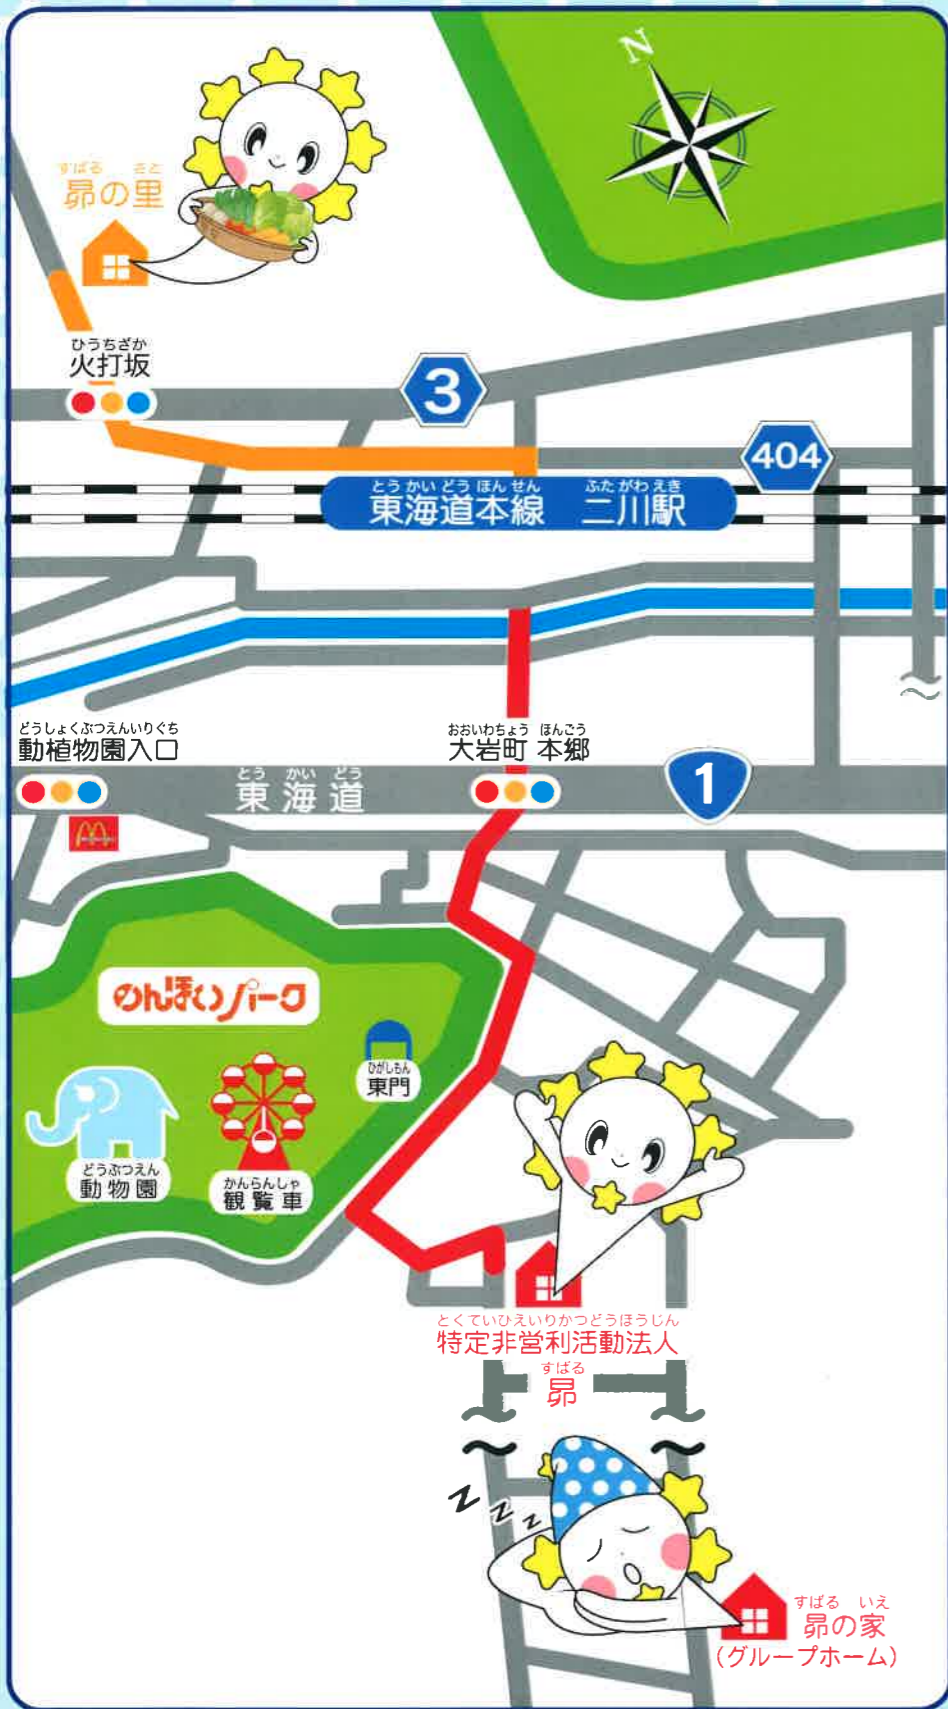 N
すばる さと
昴の里
ひうちざか
火打坂
3
404
とうかいどうほんせん ふたがわえき
東海道本線 二川駅
どうしょくぶつえんいりぐち
動植物園入口
おおいわちょう ほんごう
大岩町 本郷
とう かい どう
東海道
1
のんほいパーク
ひがしもん
東門
どうぶつえん
動物園
かんらんしゃ
観覧車
とくていひえいりかつどうほうじん
特定非営利活動法人
すばる
昴
z z z
すばる いえ
昴の家
(グループホーム)